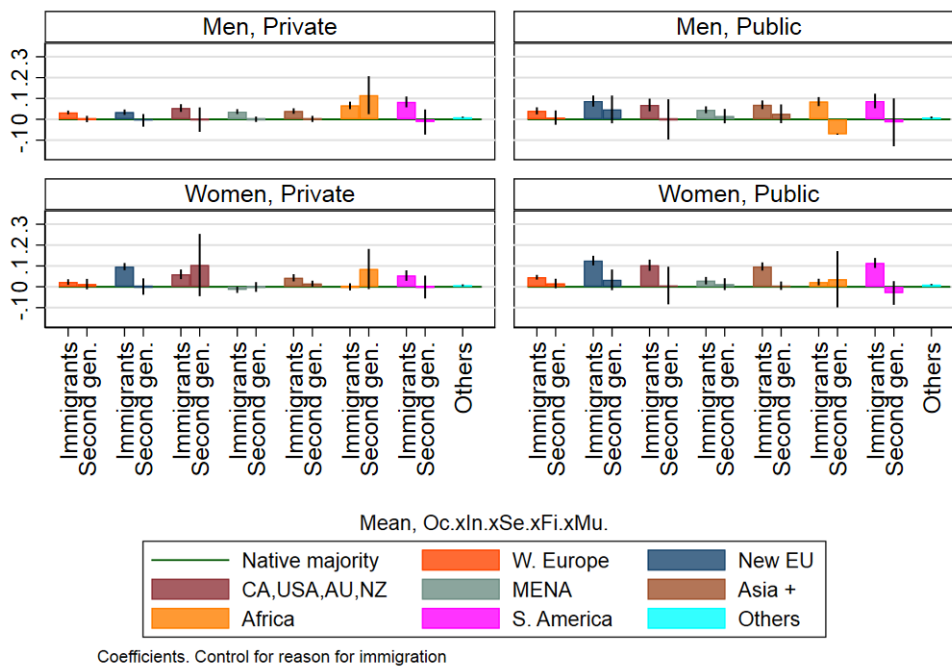 Men, Private
Men, Public
-.1 0 .1 .2 .3
Women, Private
Women, Public
-.1 0 .1 .2 .3
Immigrants
Second gen.
Immigrants
Second gen.
Immigrants
Second gen.
Immigrants
Second gen.
Immigrants
Second gen.
Immigrants
Second gen.
Immigrants
Second gen.
Others
Immigrants
Second gen.
Immigrants
Second gen.
Immigrants
Second gen.
Immigrants
Second gen.
Immigrants
Second gen.
Immigrants
Second gen.
Immigrants
Second gen.
Others
Mean, Oc.xIn.xSe.xFi.xMu.
Native majority W. Europe New EU
CA,USA,AU,NZ MENA Asia +
Africa S. America Others
Coefficients. Control for reason for immigration